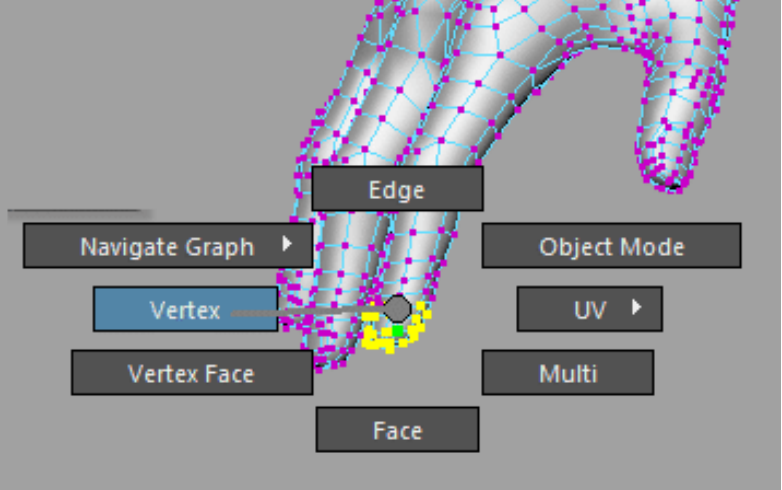 Edge
Navigate Graph
Object Mode
Vertex
UV
Vertex Face
Multi
Face